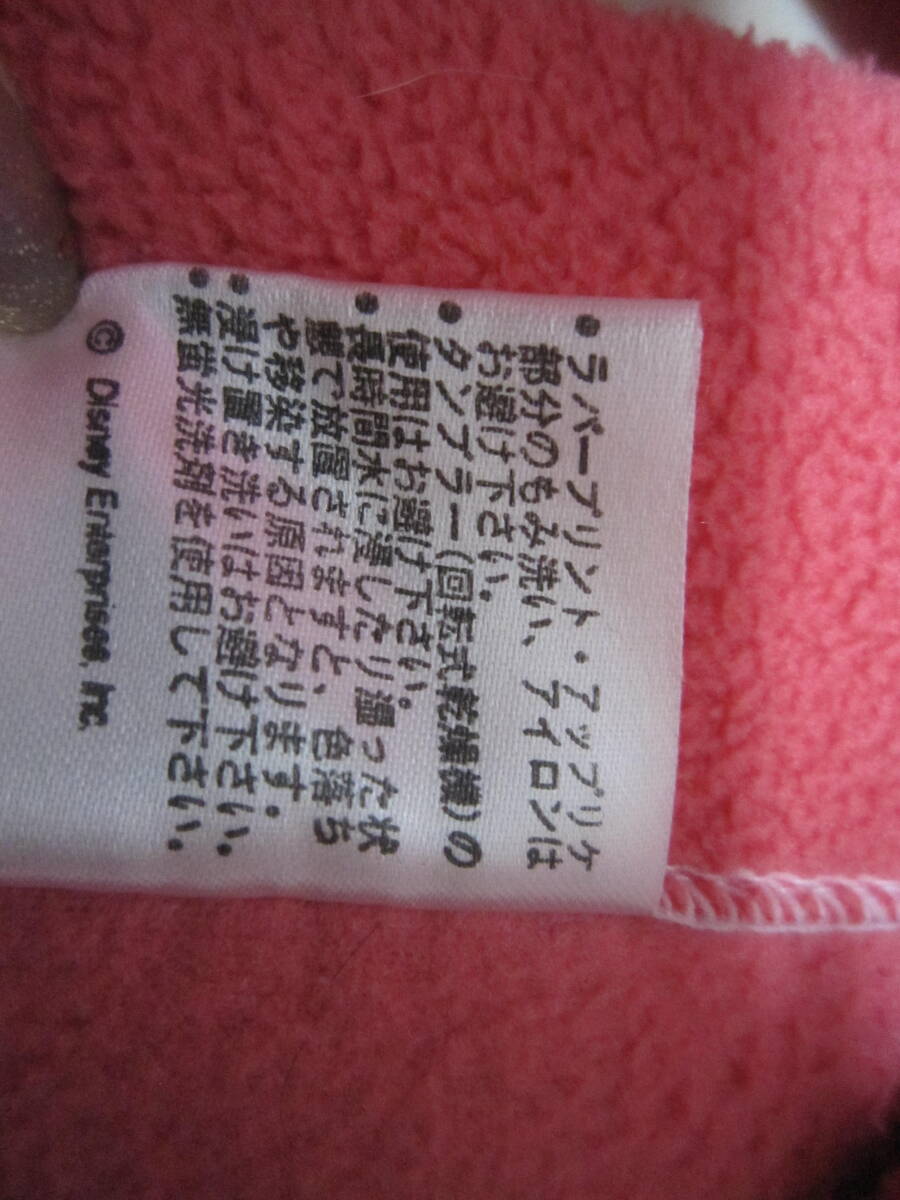 ・ラバープリント・アップリケ
部分のもみ洗い、アイロンは
お避け下さい。
・タンブラー(回転式乾燥機)の
使用はお避け下さい。
・長時間水に浸したり湿った状
態で放置されますと、色落ち
や移染する原因となります。
・浸け置き洗いはお避け下さい。
・無蛍光洗剤を使用して下さい。
© Disney Enterprises, Inc.